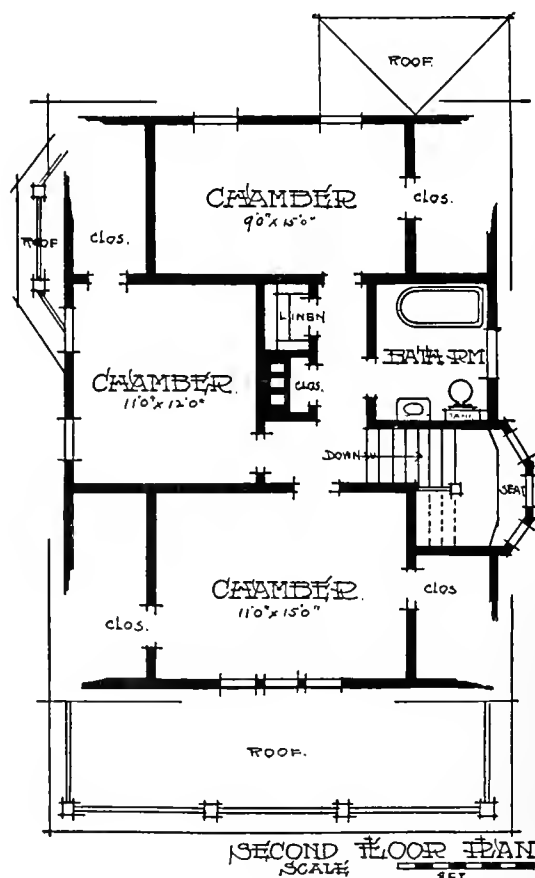 ROOF.
CHAMBER
9'0" x 15'0"
CLOS.
CLOS.
ROOF
LINEN
BATH RM
CHAMBER.
11'0" x 12'0"
CLOS.
TANK
DOWN
SEAT
CHAMBER.
11'0" x 15'0"
CLOS
CLOS.
ROOF.
SECOND FLOOR PLAN
SCALE
FEET